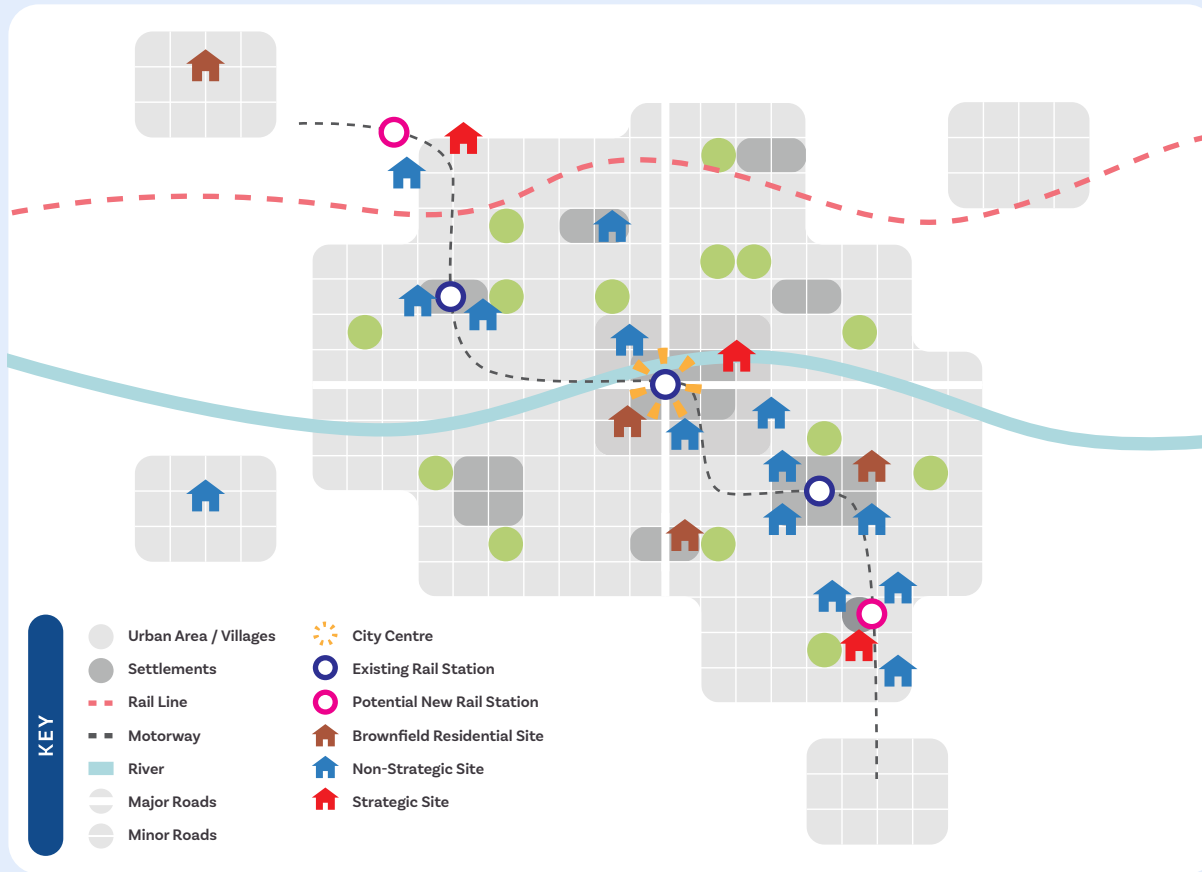 KEY
Urban Area / Villages
Settlements
Rail Line
Motorway
River
Major Roads
Minor Roads
City Centre
Existing Rail Station
Potential New Rail Station
Brownfield Residential Site
Non-Strategic Site
Strategic Site